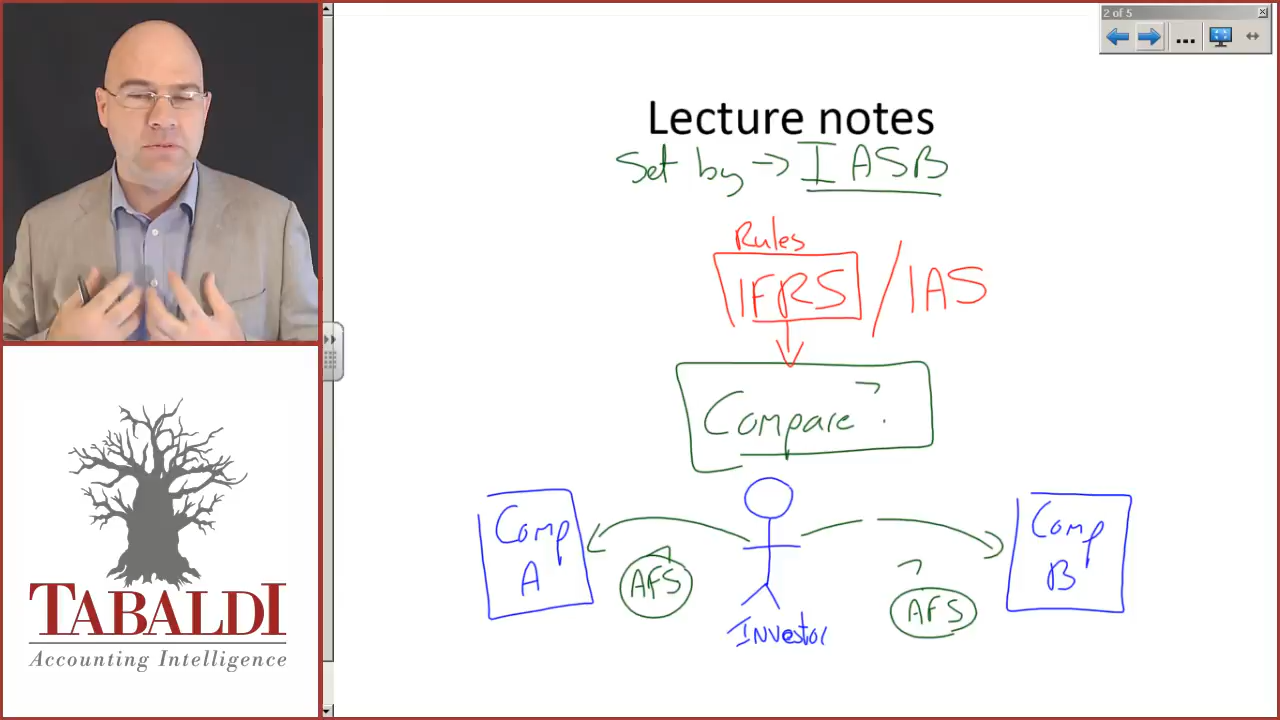 2 of 5
Lecture notes
Set by → IASB
Rules
IFRS / IAS
Compare ?
Comp A
AFS
Investor
AFS
Comp B
TABALDI
Accounting Intelligence